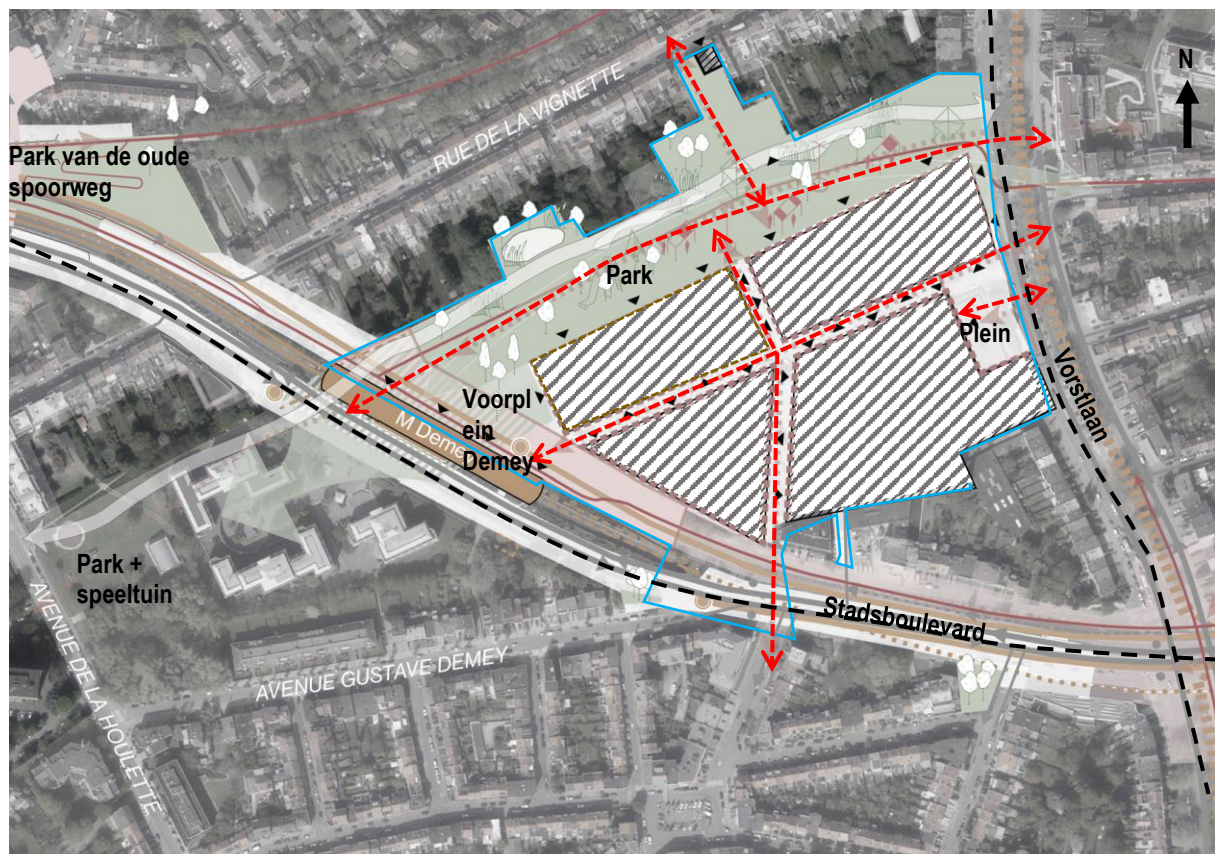 N
RUE DE LA VIGNETTE
Park van de oude
spoorweg
Park
Plein
Vorstlaan
Voorpl
ein
Demey
M Deme
Park +
speeltuin
Stadsboulevard
AVENUE GUSTAVE DEMEY
AVENUE DE LA HOULETTE